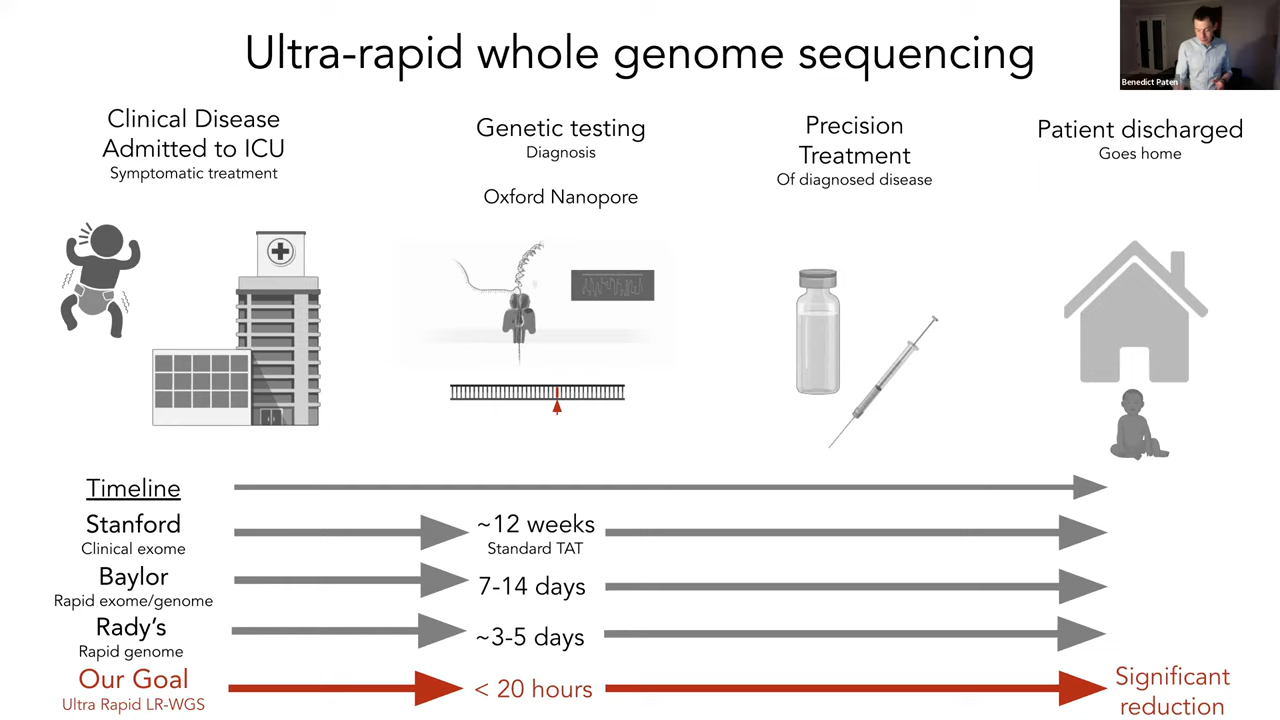 Ultra-rapid whole genome sequencing
Benedict Paten
Clinical Disease
Admitted to ICU
Symptomatic treatment
Genetic testing
Diagnosis
Oxford Nanopore
Precision
Treatment
Of diagnosed disease
Patient discharged
Goes home
Timeline
Stanford
Clinical exome
~12 weeks
Standard TAT
Baylor
Rapid exome/genome
7-14 days
Rady's
Rapid genome
~3-5 days
Our Goal
Ultra Rapid LR-WGS
< 20 hours
Significant
reduction